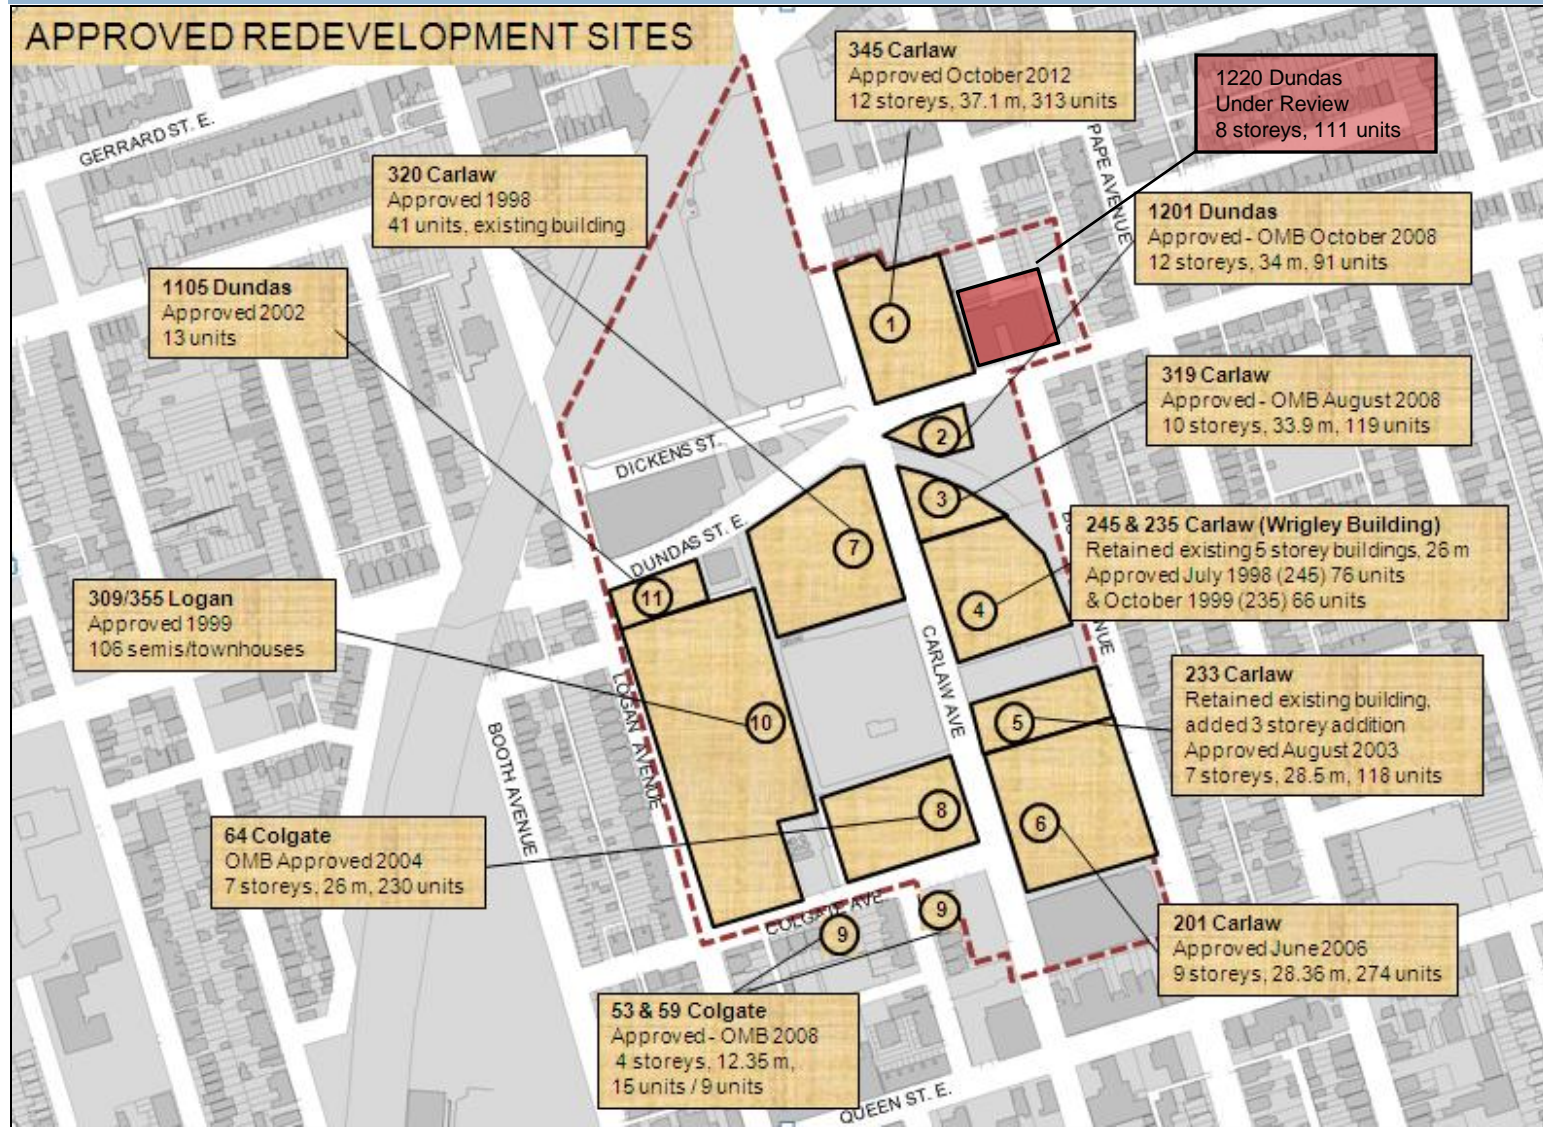 APPROVED REDEVELOPMENT SITES
345 Carlaw
Approved October 2012
12 storeys, 37.1 m, 313 units
1220 Dundas
Under Review
8 storeys, 111 units
GERRARD ST. E.
PAPE AVENUE
320 Carlaw
Approved 1998
41 units, existing building
1201 Dundas
Approved - OMB October 2008
12 storeys, 34 m, 91 units
1105 Dundas
Approved 2002
13 units
1
319 Carlaw
Approved - OMB August 2008
10 storeys, 33.9 m, 119 units
2
DICKENS ST.
3
245 & 235 Carlaw (Wrigley Building)
Retained existing 5 storey buildings, 26 m
Approved July 1998 (245) 76 units
& October 1999 (235) 66 units
DUNDAS ST. E.
7
11
4
309/355 Logan
Approved 1999
106 semis/townhouses
CARLAW AVE
233 Carlaw
Retained existing building,
added 3 storey addition
Approved August 2003
7 storeys, 28.5 m, 118 units
LOGAN AVENUE
10
5
BOOTH AVENUE
64 Colgate
OMB Approved 2004
7 storeys, 26 m, 230 units
8
6
COLGATE AVE.
9
9
201 Carlaw
Approved June 2006
9 storeys, 28.36 m, 274 units
53 & 59 Colgate
Approved - OMB 2008
4 storeys, 12.35 m,
15 units / 9 units
QUEEN ST. E.